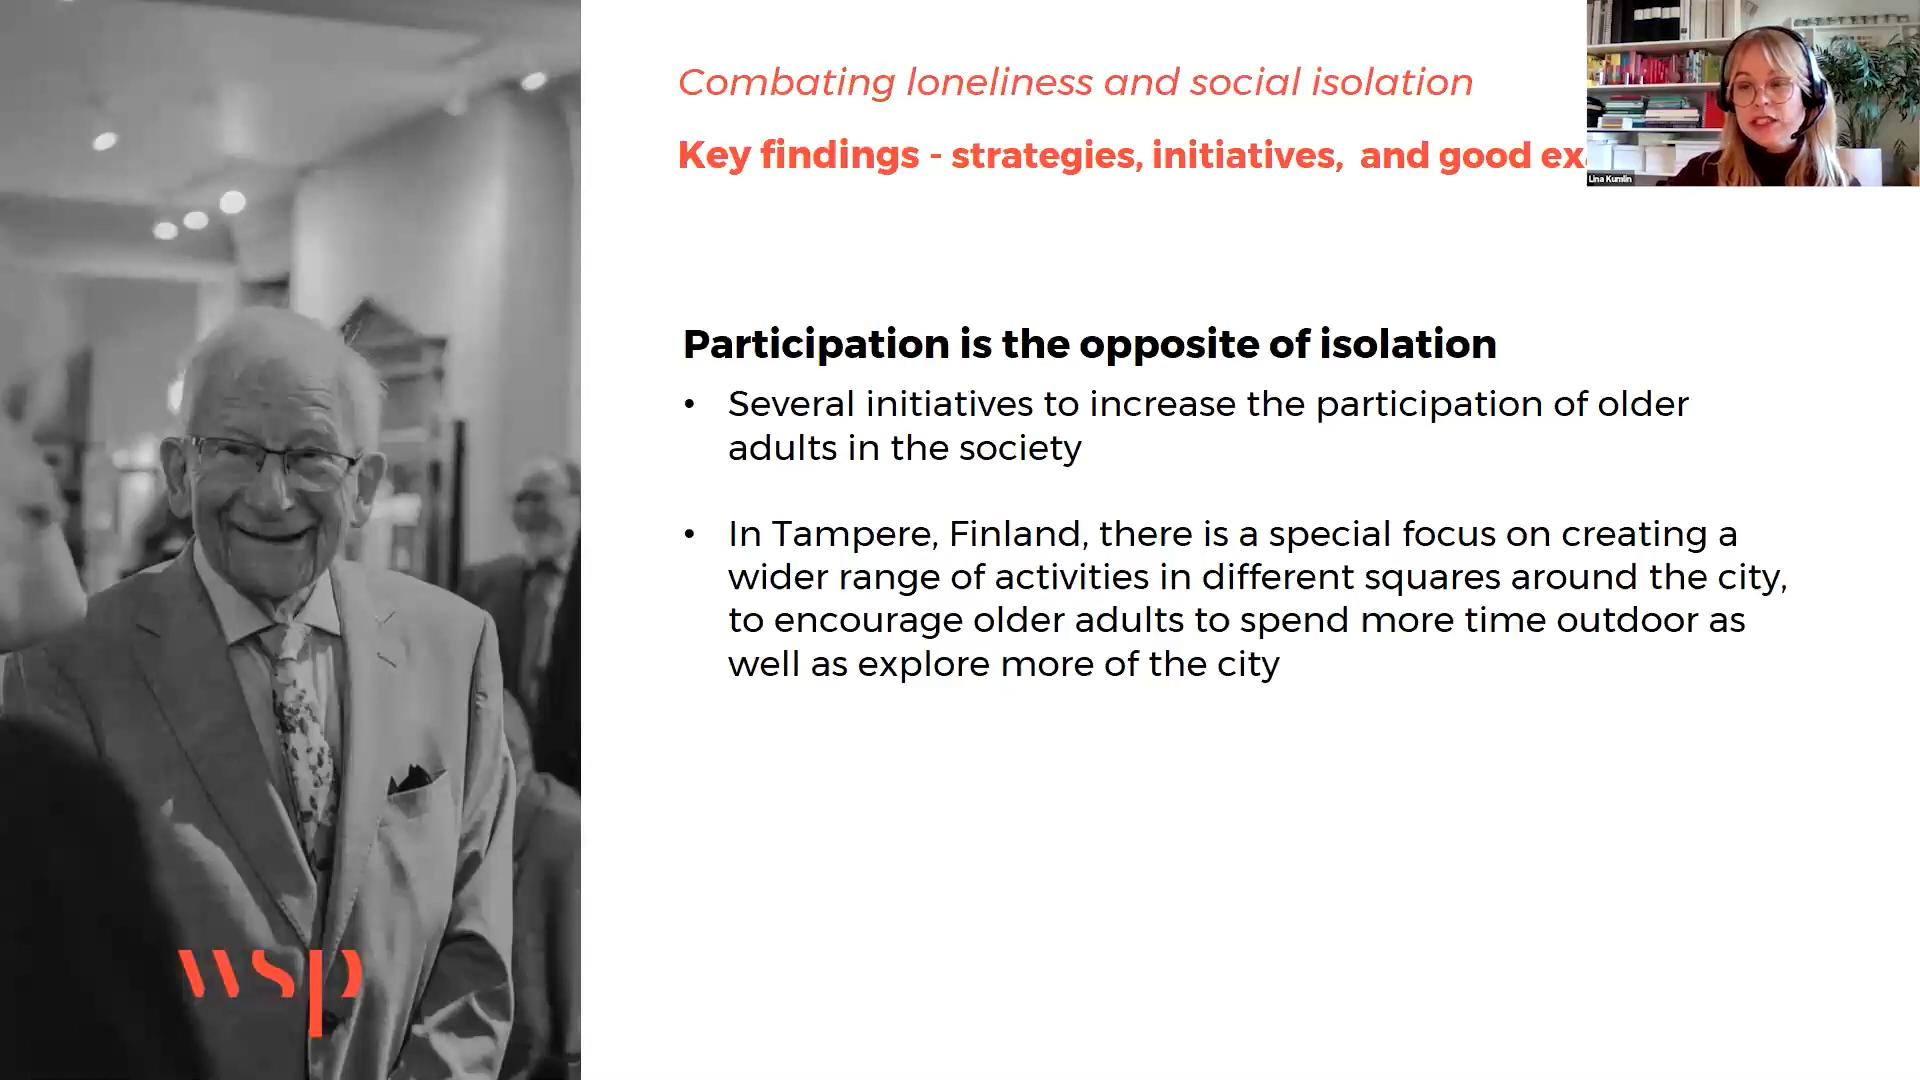 Combating loneliness and social isolation
Key findings - strategies, initiatives, and good
Lina Kumlin
Participation is the opposite of isolation
• Several initiatives to increase the participation of older
adults in the society
• In Tampere, Finland, there is a special focus on creating a
wider range of activities in different squares around the city,
to encourage older adults to spend more time outdoor as
well as explore more of the city
wsp